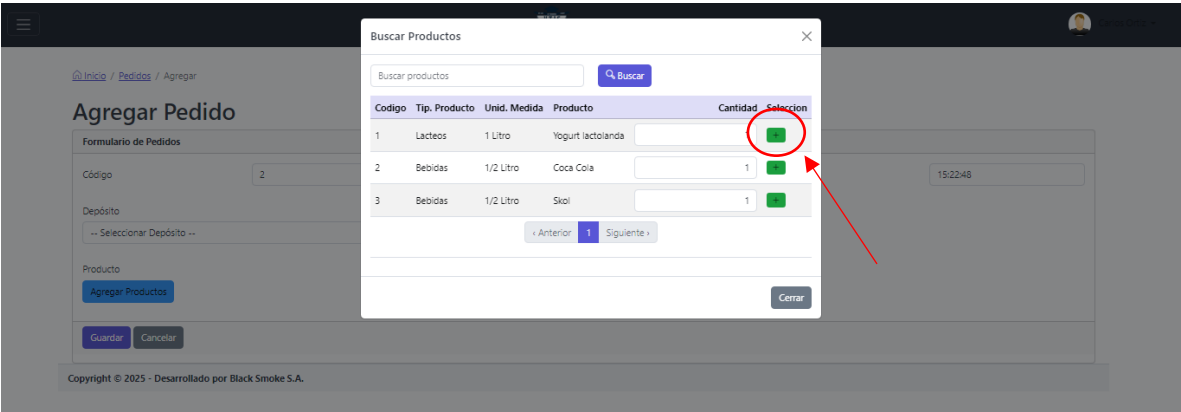 Buscar Productos
Inicio / Pedidos / Agregar
Buscar productos
Buscar
Agregar Pedido
Codigo Tip. Producto Unid. Medida Producto Cantidad Seleccion
1 Lacteos 1 Litro Yogurt lactolanda +
2 Bebidas 1/2 Litro Coca Cola 1 +
3 Bebidas 1/2 Litro Skol 1 +
‹ Anterior 1 Siguiente ›
Cerrar
Formulario de Pedidos
Código 2 15:22:48
Depósito
-- Seleccionar Depósito --
Producto
Agregar Productos
Guardar Cancelar
Copyright © 2025 - Desarrollado por Black Smoke S.A.